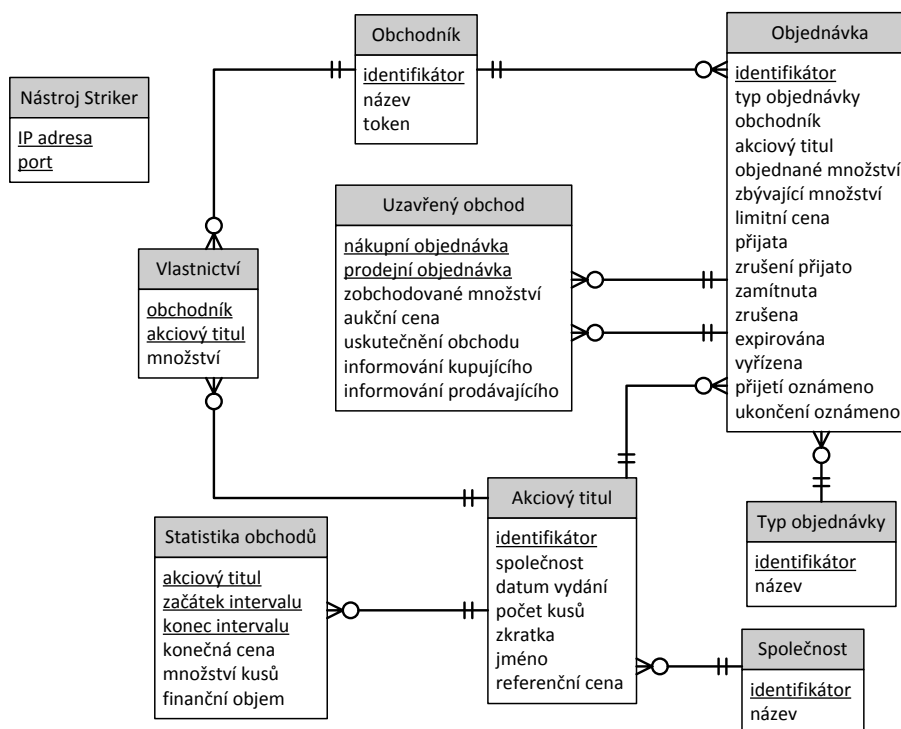 Nástroj Striker
IP adresa
port
Obchodník
identifikátor
název
token
Objednávka
identifikátor
typ objednávky
obchodník
akciový titul
objednané množství
zbývající množství
limitní cena
přijata
zrušení přijato
zamítnuta
zrušena
expirována
vyřízena
přijetí oznámeno
ukončení oznámeno
Uzavřený obchod
nákupní objednávka
prodejní objednávka
zobchodované množství
aukční cena
uskutečnění obchodu
informování kupujícího
informování prodávajícího
Vlastnictví
obchodník
akciový titul
množství
Akciový titul
identifikátor
společnost
datum vydání
počet kusů
zkratka
jméno
referenční cena
Typ objednávky
identifikátor
název
Statistika obchodů
akciový titul
začátek intervalu
konec intervalu
konečná cena
množství kusů
finanční objem
Společnost
identifikátor
název